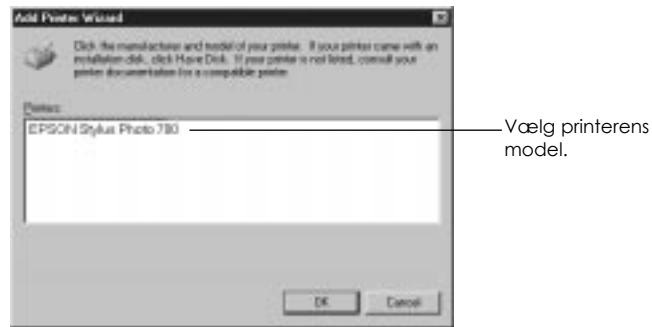 Add Printer Wizard
Click the manufacturer and model of your printer. If your printer came with an
installation disk, click Have Disk. If your printer is not listed, consult your
printer documentation for a compatible printer.
Printers:
EPSON Stylus Photo 780
Vælg printerens
model.
OK
Cancel